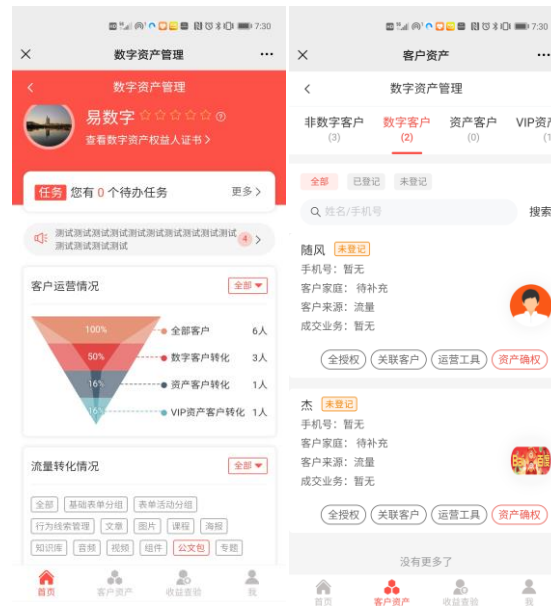 7:30
数字资产管理
数字资产管理
易数字
查看数字资产权益人证书
任务 您有 0 个待办任务 更多
测试测试测试测试测试测试测试测试测试
测试测试测试测试
4
客户运营情况 全部
100% 全部客户 6人
50% 数字客户转化 3人
16% 资产客户转化 1人
16% VIP资产客户转化 1人
流量转化情况 全部
全部 基础表单分组 表单活动分组
行为线索管理 文章 图片 课程 海报
知识库 音频 视频 组件 公文包 专题
首页 客户资产 收益查验 我
7:30
客户资产
数字资产管理
非数字客户 数字客户 资产客户 VIP资
(3) (2) (0) (1
全部 已登记 未登记
姓名/手机号 搜索
随风 未登记
手机号：暂无
客户家庭：待补充
客户来源：流量
成交业务：暂无
全授权 关联客户 运营工具 资产确权
杰 未登记
手机号：暂无
客户家庭：待补充
客户来源：流量
成交业务：暂无
全授权 关联客户 运营工具 资产确权
没有更多了
首页 客户资产 收益查验 我